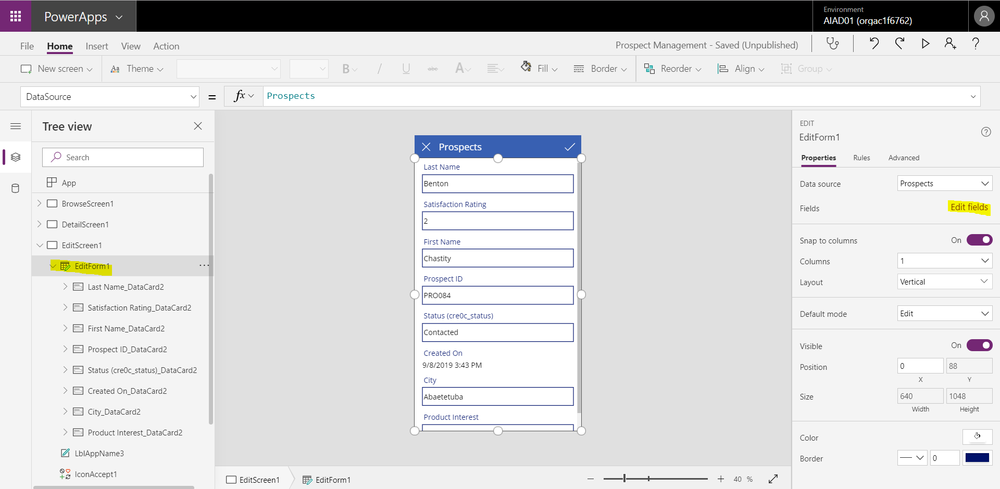 PowerApps
Environment
AIAD01 (orgac1f6762)
File Home Insert View Action
Prospect Management - Saved (Unpublished)
New screen Theme B / U abc A Fill Border Reorder Align Group
DataSource = fx Prospects
Tree view
Search
App
BrowseScreen1
DetailScreen1
EditScreen1
EditForm1 ...
Last Name_DataCard2
Satisfaction Rating_DataCard2
First Name_DataCard2
Prospect ID_DataCard2
Status (cre0c_status)_DataCard2
Created On_DataCard2
City_DataCard2
Product Interest_DataCard2
LblAppName3
IconAccept1
Prospects
Last Name
Benton
Satisfaction Rating
2
First Name
Chastity
Prospect ID
PRO084
Status (cre0c_status)
Contacted
Created On
9/8/2019 3:43 PM
City
Abaetetuba
Product Interest
EditScreen1 EditForm1
40 %
EDIT
EditForm1
Properties Rules Advanced
Data source Prospects
Fields Edit fields
Snap to columns On
Columns 1
Layout Vertical
Default mode Edit
Visible On
Position 0 88
X Y
Size 640 1048
Width Height
Color
Border 0